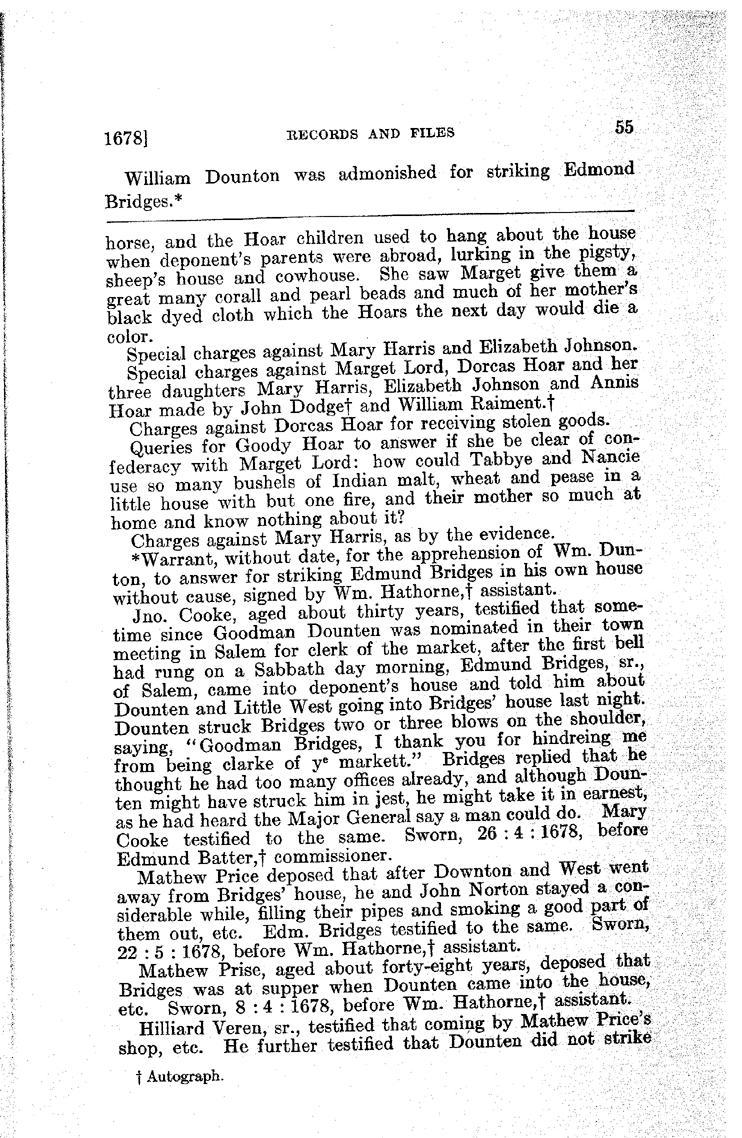 1678]
RECORDS AND FILES
55
William Dounton was admonished for striking Edmond
Bridges.*
horse, and the Hoar children used to hang about the house
when deponent's parents were abroad, lurking in the pigsty,
sheep's house and cowhouse. She saw Marget give them a
great many corall and pearl beads and much of her mother's
black dyed cloth which the Hoars the next day would die a
color.
Special charges against Mary Harris and Elizabeth Johnson.
Special charges against Marget Lord, Dorcas Hoar and her
three daughters Mary Harris, Elizabeth Johnson and Annis
Hoar made by John Dodge† and William Raiment.†
Charges against Dorcas Hoar for receiving stolen goods.
Queries for Goody Hoar to answer if she be clear of con-
federacy with Marget Lord: how could Tabbye and Nancie
use so many bushels of Indian malt, wheat and pease in a
little house with but one fire, and their mother so much at
home and know nothing about it?
Charges against Mary Harris, as by the evidence.
*Warrant, without date, for the apprehension of Wm. Dun-
ton, to answer for striking Edmund Bridges in his own house
without cause, signed by Wm. Hathorne,† assistant.
Jno. Cooke, aged about thirty years, testified that some-
time since Goodman Dounten was nominated in their town
meeting in Salem for clerk of the market, after the first bell
had rung on a Sabbath day morning, Edmund Bridges, sr.,
of Salem, came into deponent's house and told him about
Dounten and Little West going into Bridges' house last night.
Dounten struck Bridges two or three blows on the shoulder,
saying, "Goodman Bridges, I thank you for hindreing me
from being clarke of yᵉ markett." Bridges replied that he
thought he had too many offices already, and although Doun-
ten might have struck him in jest, he might take it in earnest,
as he had heard the Major General say a man could do. Mary
Cooke testified to the same. Sworn, 26 : 4 : 1678, before
Edmund Batter,† commissioner.
Mathew Price deposed that after Downton and West went
away from Bridges' house, he and John Norton stayed a con-
siderable while, filling their pipes and smoking a good part of
them out, etc. Edm. Bridges testified to the same. Sworn,
22 : 5 : 1678, before Wm. Hathorne,† assistant.
Mathew Prise, aged about forty-eight years, deposed that
Bridges was at supper when Dounten came into the house,
etc. Sworn, 8 : 4 : 1678, before Wm. Hathorne,† assistant.
Hilliard Veren, sr., testified that coming by Mathew Price's
shop, etc. He further testified that Dounten did not strike
† Autograph.